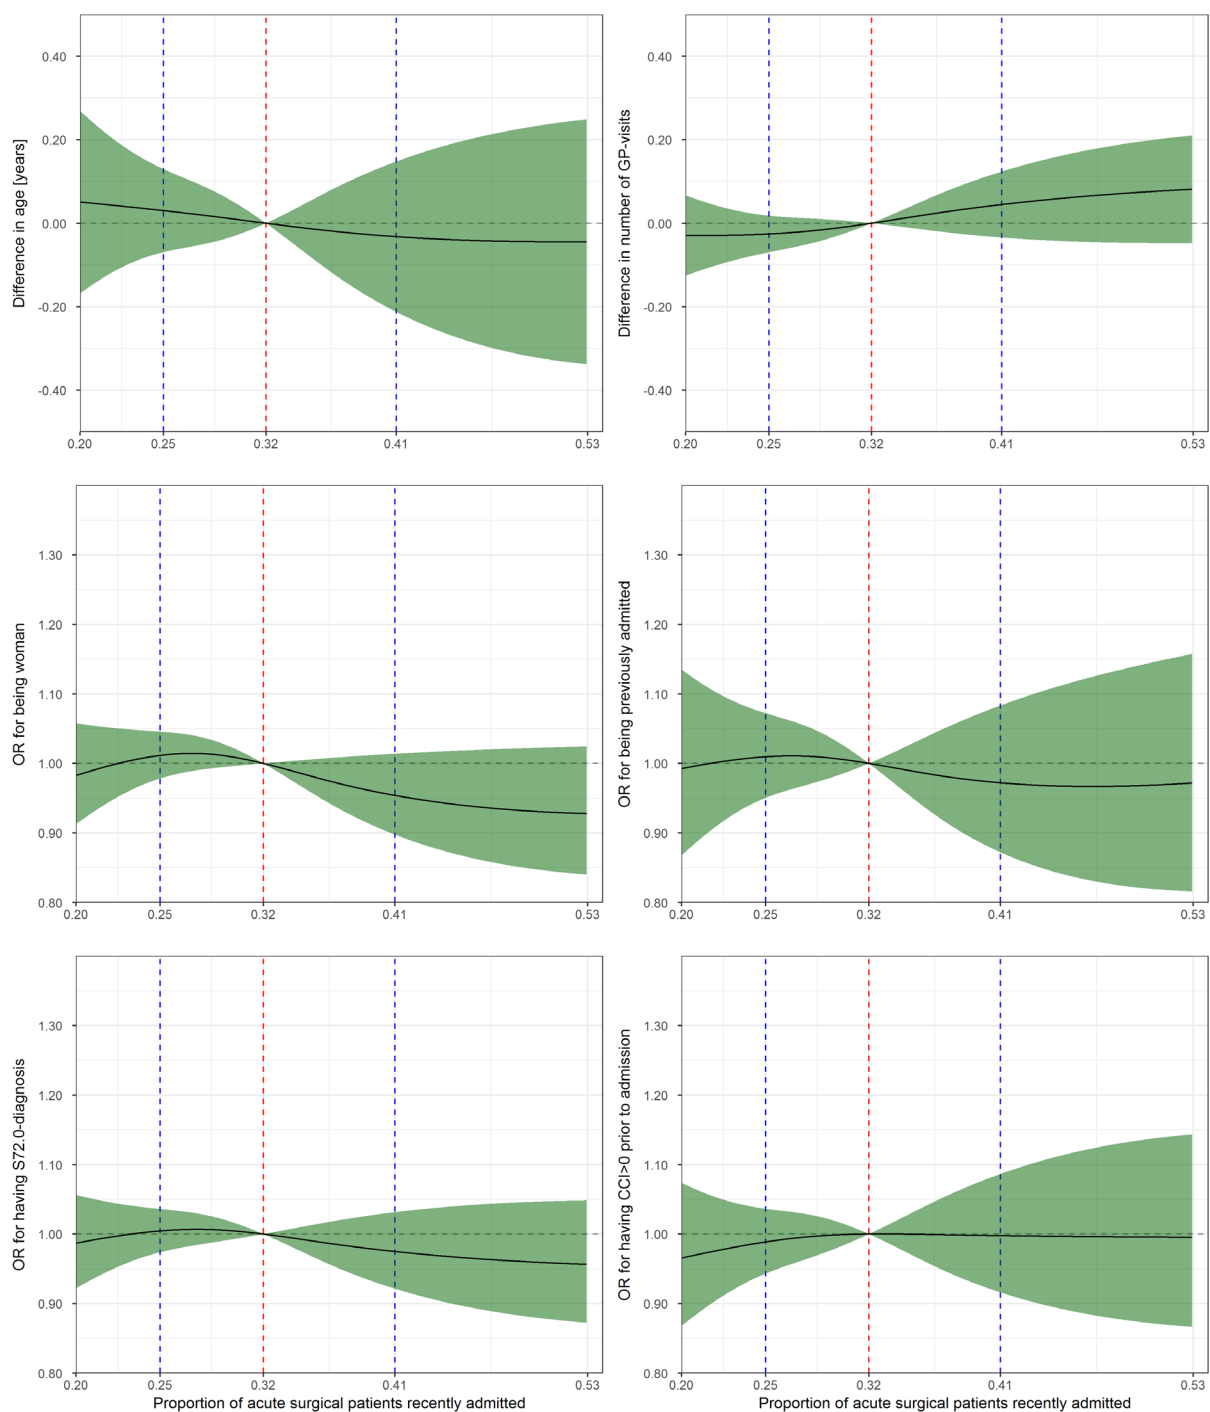 Difference in age [years]
0.40
0.20
0.00
-0.20
-0.40
0.20 0.25 0.32 0.41 0.53
Difference in number of GP-visits
0.40
0.20
0.00
-0.20
-0.40
0.20 0.25 0.32 0.41 0.53
OR for being woman
1.30
1.20
1.10
1.00
0.90
0.80
0.20 0.25 0.32 0.41 0.53
OR for being previously admitted
1.30
1.20
1.10
1.00
0.90
0.80
0.20 0.25 0.32 0.41 0.53
OR for having S72.0-diagnosis
1.30
1.20
1.10
1.00
0.90
0.80
0.20 0.25 0.32 0.41 0.53
Proportion of acute surgical patients recently admitted
OR for having CCI>0 prior to admission
1.30
1.20
1.10
1.00
0.90
0.80
0.20 0.25 0.32 0.41 0.53
Proportion of acute surgical patients recently admitted